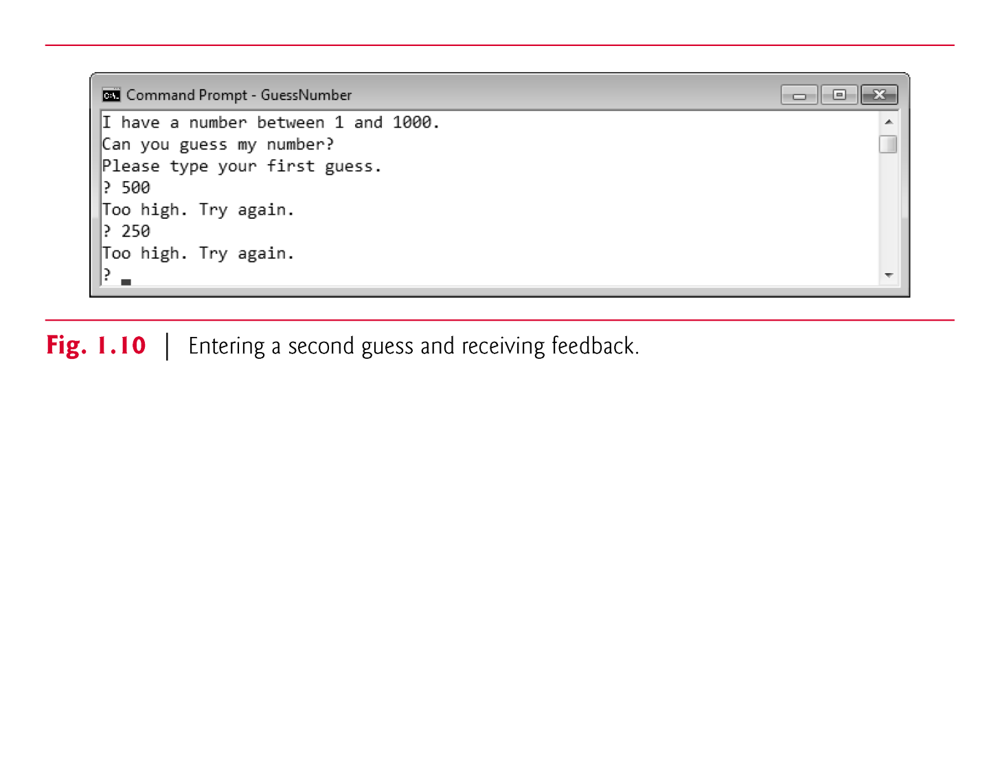 Command Prompt - GuessNumber
I have a number between 1 and 1000.
Can you guess my number?
Please type your first guess.
? 500
Too high. Try again.
? 250
Too high. Try again.
?
Fig. 1.10 | Entering a second guess and receiving feedback.